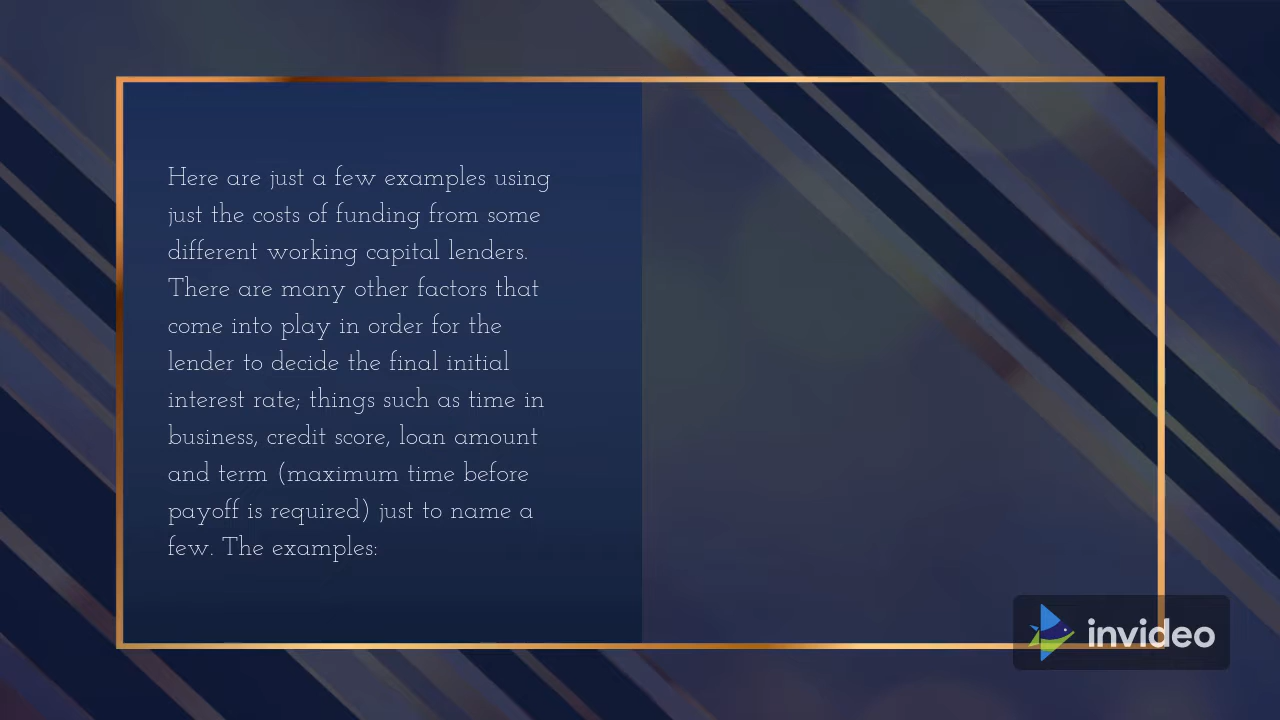 Here are just a few examples using
just the costs of funding from some
different working capital lenders.
There are many other factors that
come into play in order for the
lender to decide the final initial
interest rate; things such as time in
business, credit score, loan amount
and term (maximum time before
payoff is required) just to name a
few. The examples:
invideo